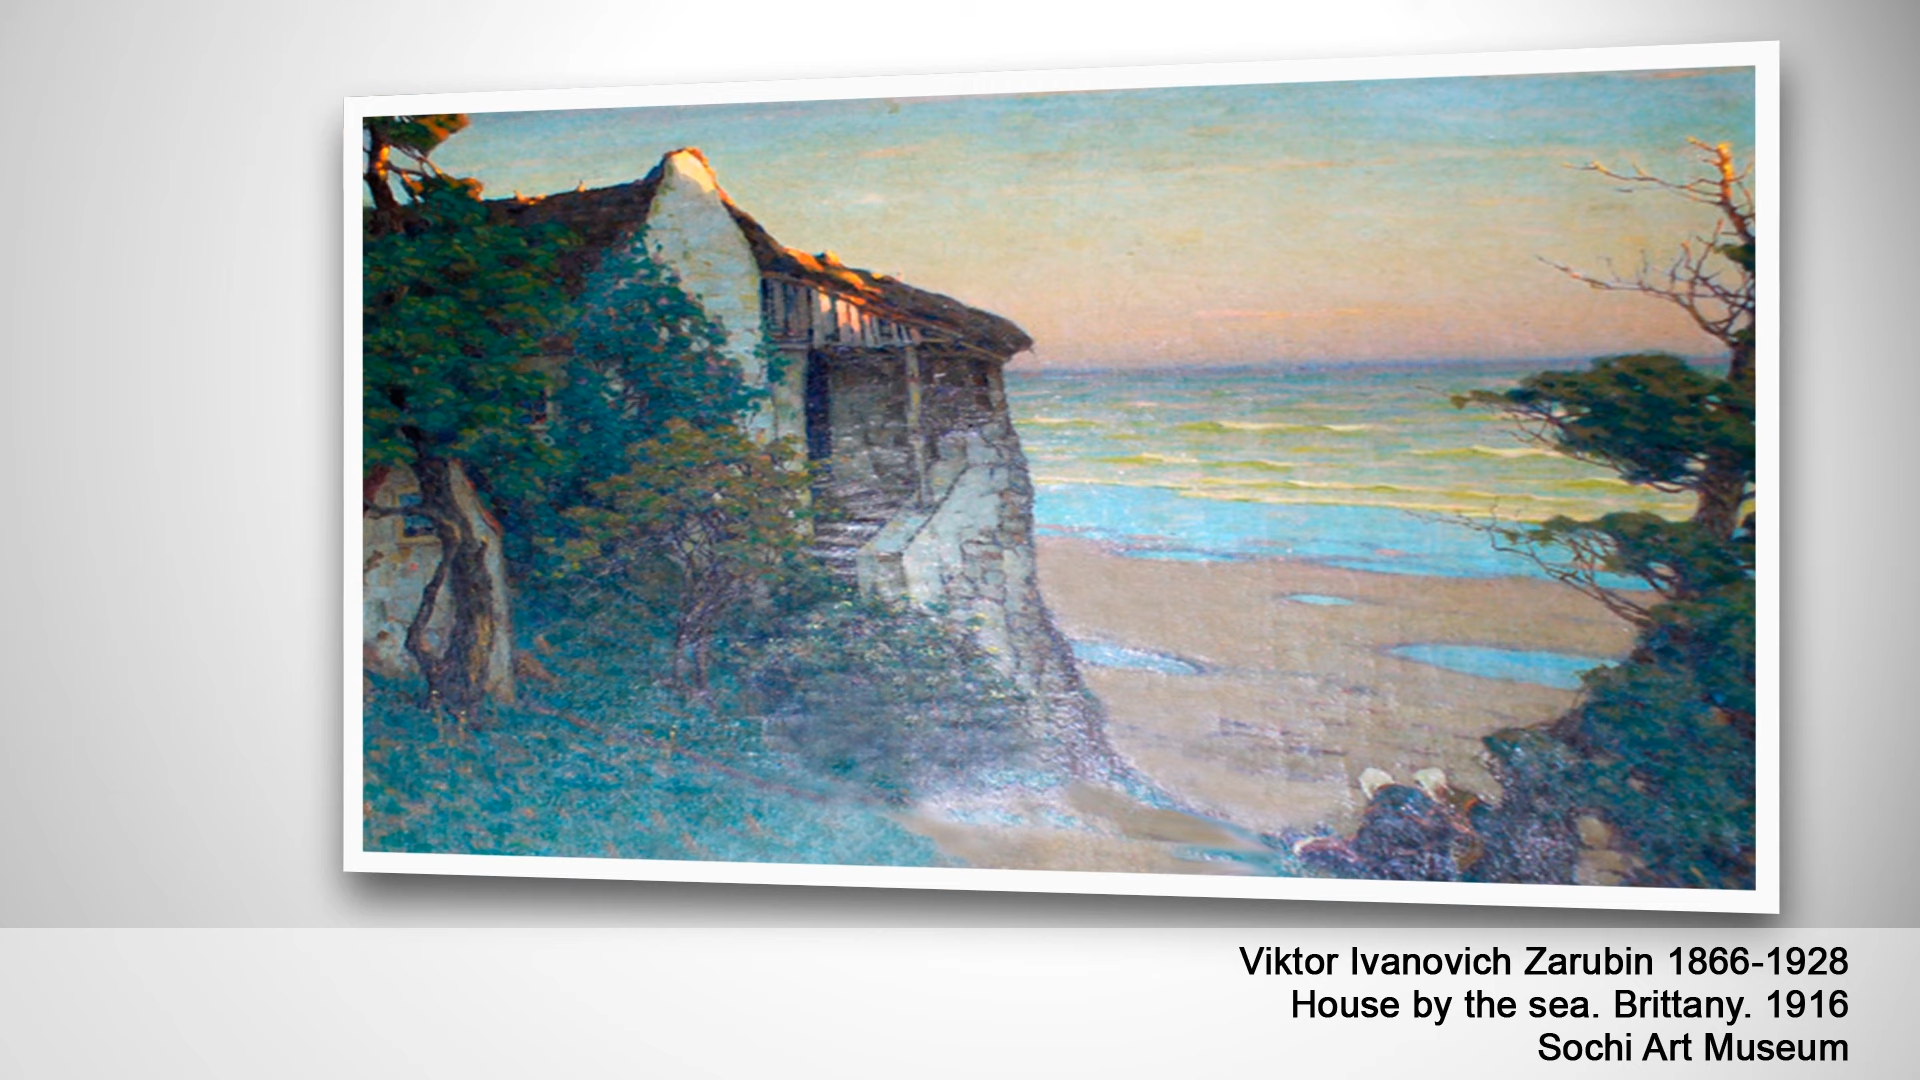 Viktor Ivanovich Zarubin 1866-1928
House by the sea. Brittany. 1916
Sochi Art Museum